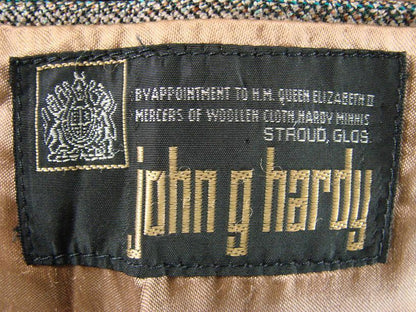 BY APPOINTMENT TO H.M. QUEEN ELIZABETH II
MERCERS OF WOOLLEN CLOTH, HARDY MINNIS
STROUD, GLOS.
john g hardy